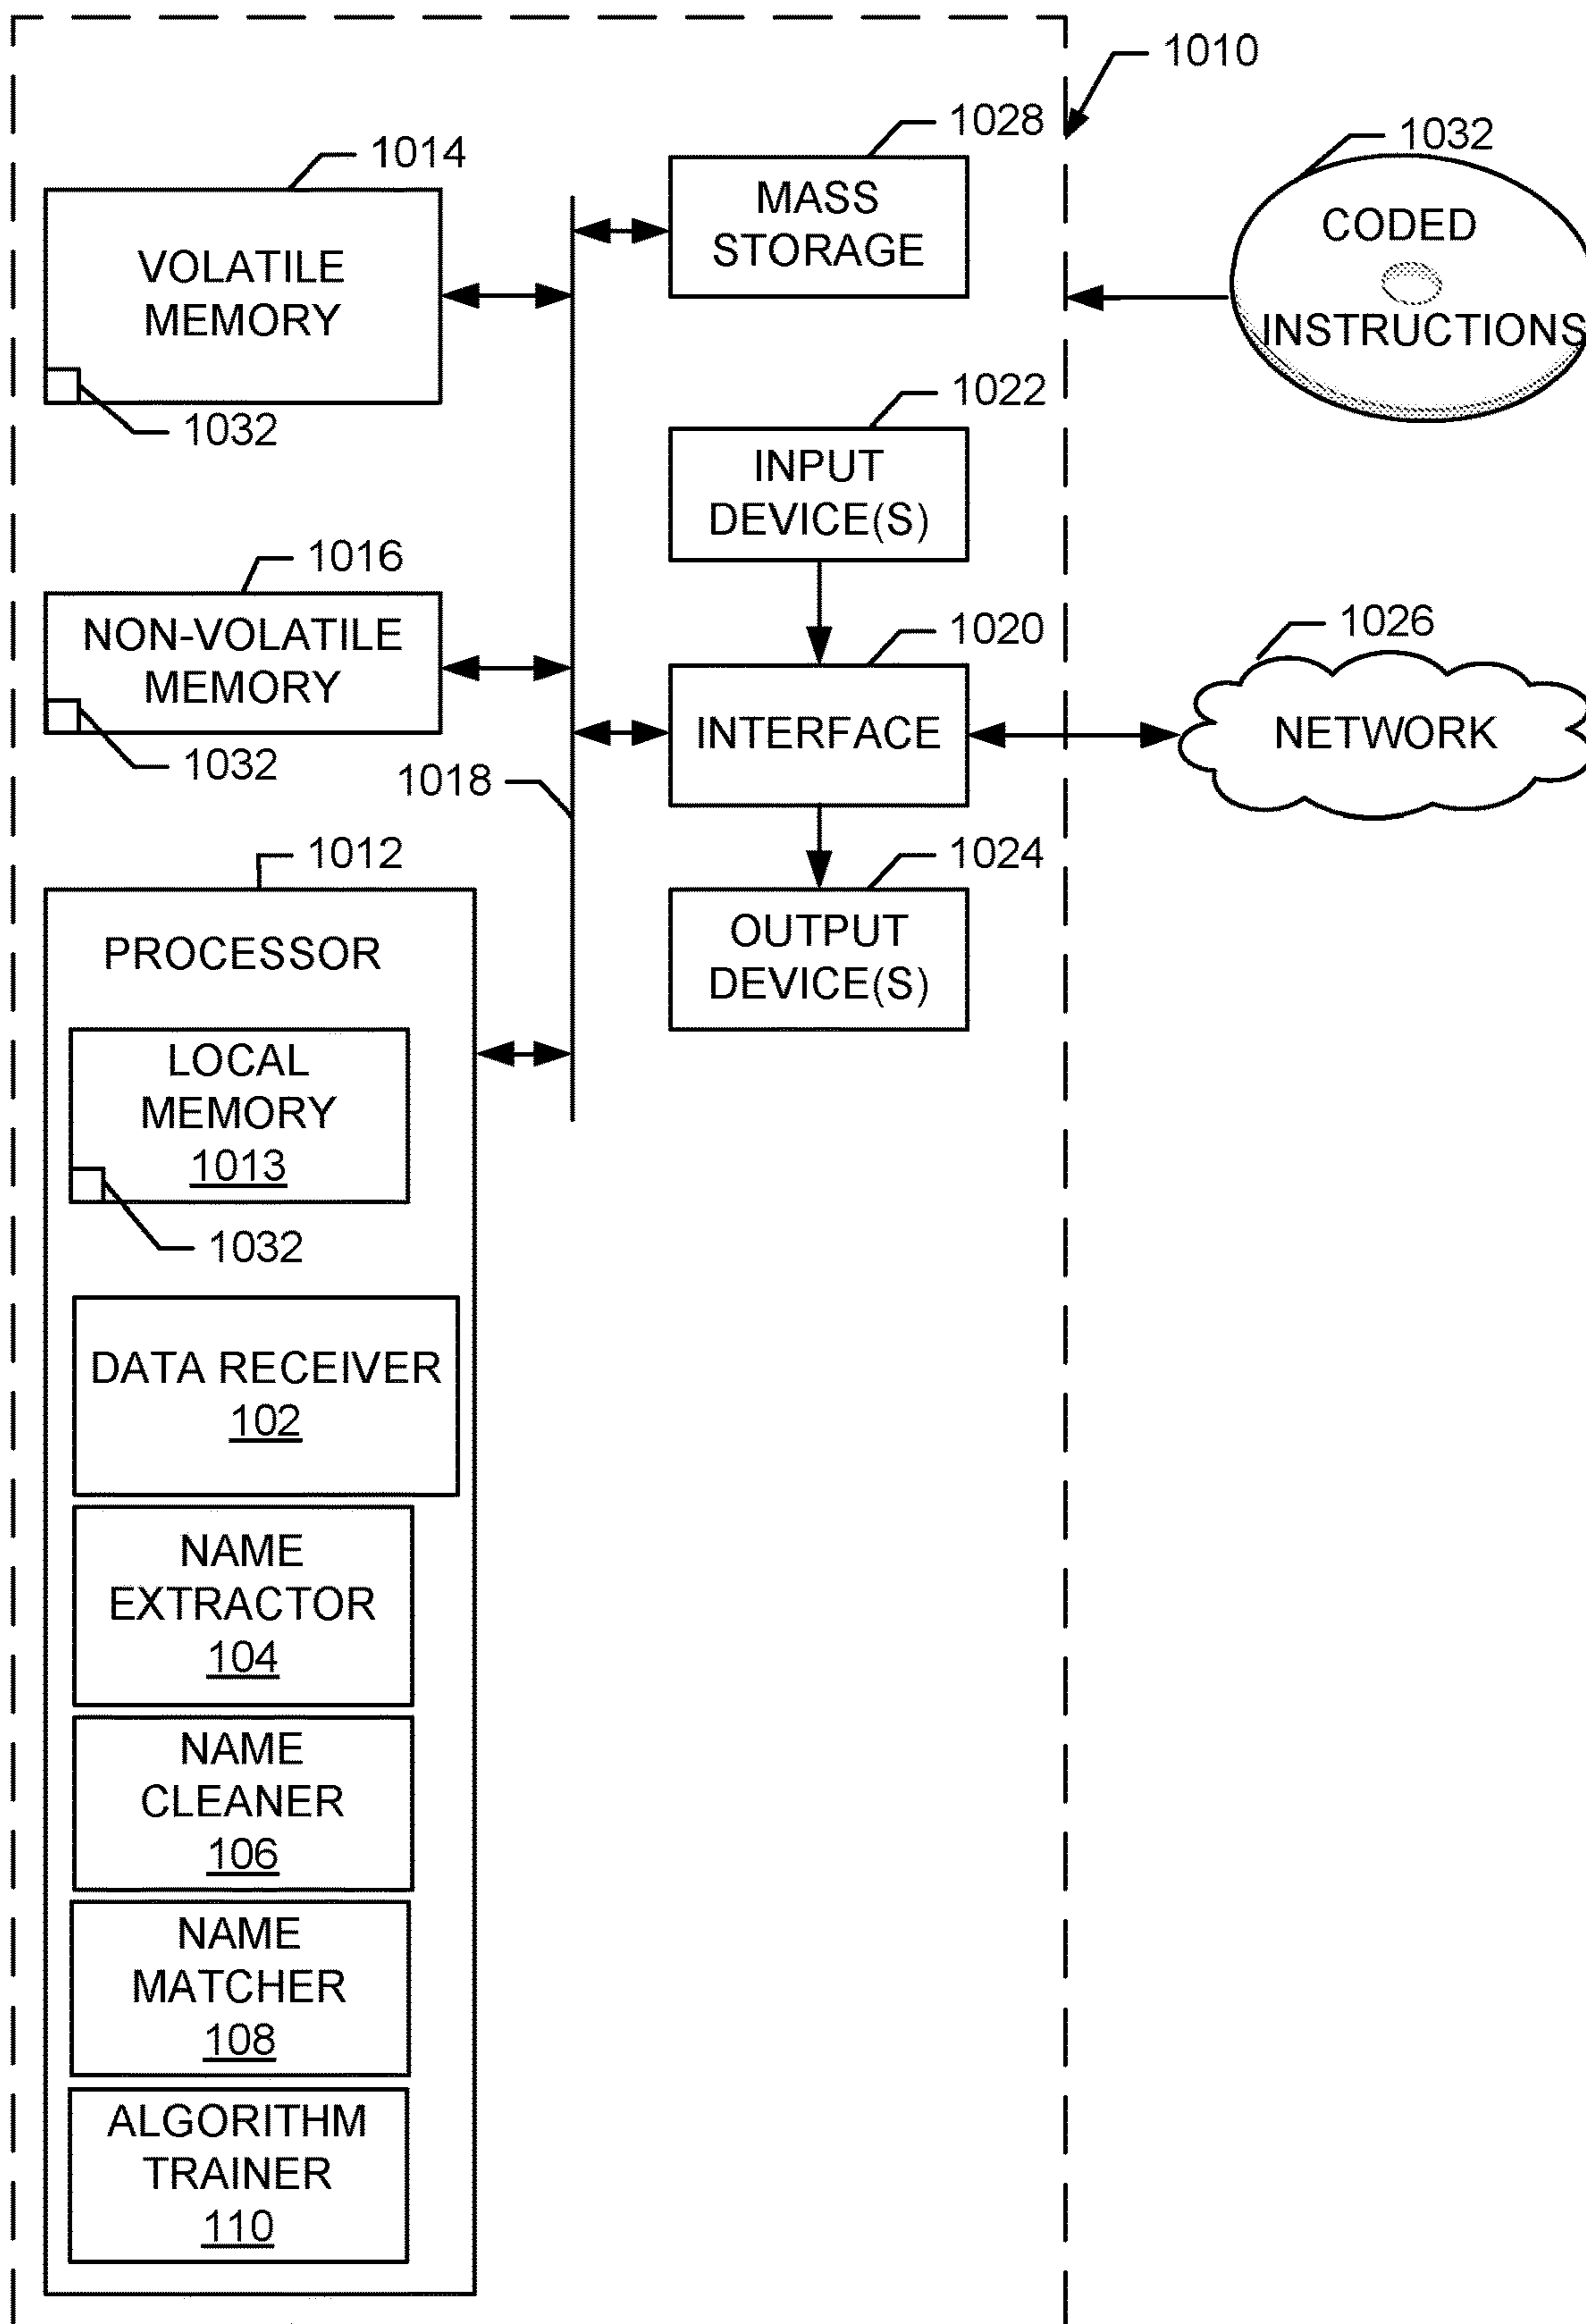 1010
1028
1032
1014
MASS
STORAGE
CODED
INSTRUCTIONS
VOLATILE
MEMORY
1032
1022
INPUT
DEVICE(S)
1016
NON-VOLATILE
MEMORY
1032
1020
INTERFACE
1026
NETWORK
1018
1012
1024
OUTPUT
DEVICE(S)
PROCESSOR
LOCAL
MEMORY
1013
1032
DATA RECEIVER
102
NAME
EXTRACTOR
104
NAME
CLEANER
106
NAME
MATCHER
108
ALGORITHM
TRAINER
110